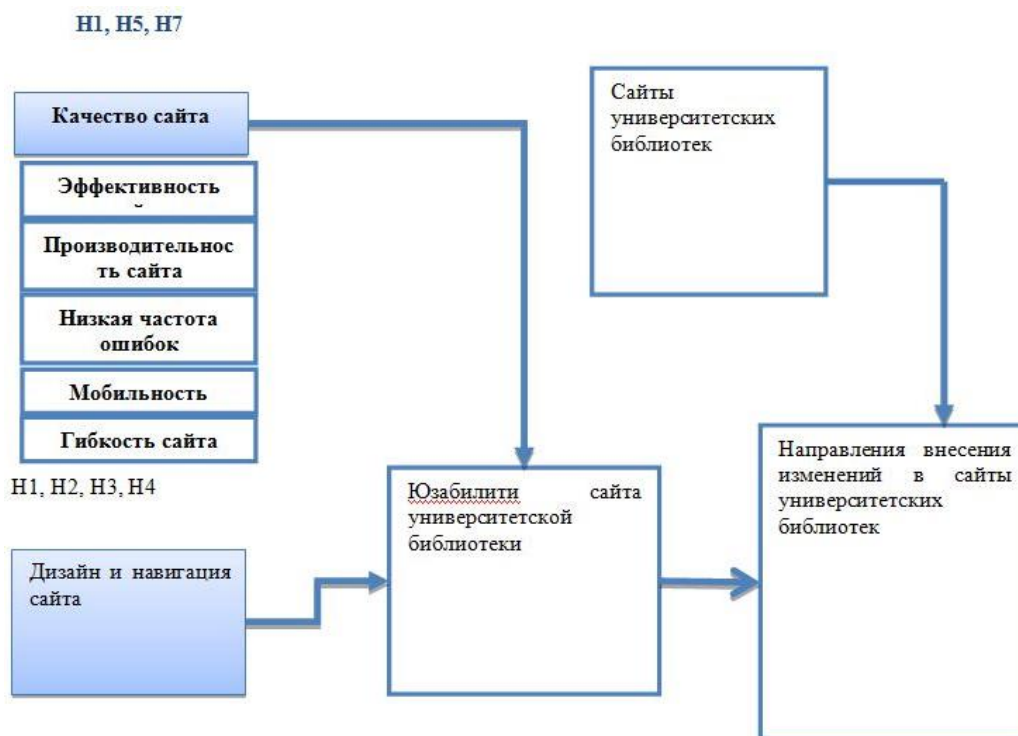 H1, H5, H7
Качество сайта
Эффективность
Производительнос
ть сайта
Низкая частота
ошибок
Мобильность
Гибкость сайта
H1, H2, H3, H4
Дизайн и навигация
сайта
Юзабилити сайта
университетской
библиотеки
Сайты
университетских
библиотек
Направления внесения
изменений в сайты
университетских
библиотек